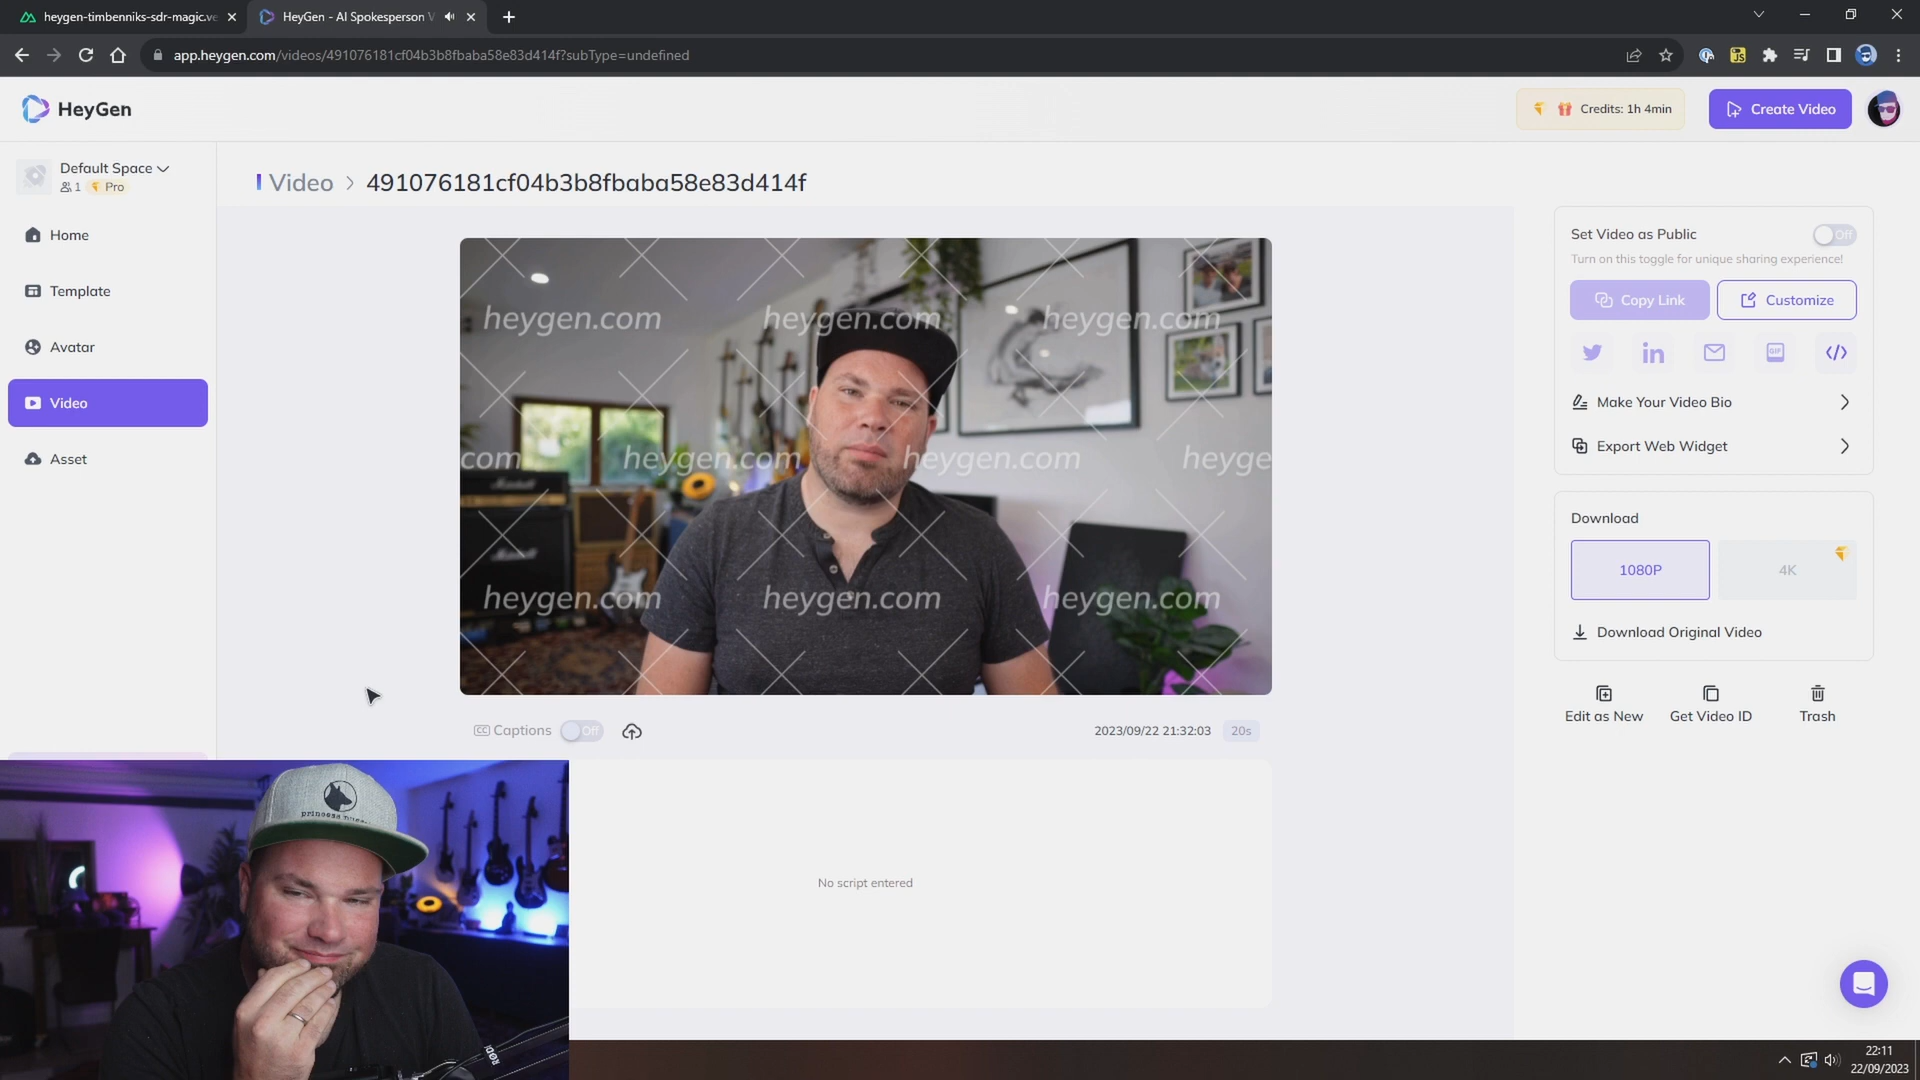 heygen-timbenniks-sdr-magic.ve
HeyGen - AI Spokesperson V
app.heygen.com/videos/491076181cf04b3b8fbaba58e83d414f?subType=undefined
HeyGen
Credits: 1h 4min
Create Video
Default Space
1
Pro
Home
Template
Avatar
Video
Asset
Video > 491076181cf04b3b8fbaba58e83d414f
heygen.com heygen.com heygen.com
com heygen.com heygen.com heyge
heygen.com heygen.com heygen.com
Marshall
Marshall
CC Captions Off
2023/09/22 21:32:03 20s
No script entered
Set Video as Public Off
Turn on this toggle for unique sharing experience!
Copy Link
Customize
GIF
Make Your Video Bio
Export Web Widget
Download
1080P
4K
Download Original Video
Edit as New
Get Video ID
Trash
RØD
22:11
22/09/2023